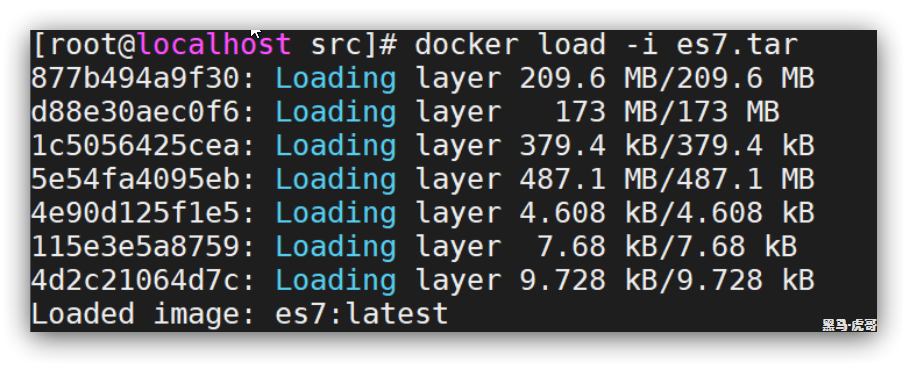 [root@localhost src]# docker load -i es7.tar
877b494a9f30: Loading layer 209.6 MB/209.6 MB
d88e30aec0f6: Loading layer   173 MB/173 MB
1c5056425cea: Loading layer 379.4 kB/379.4 kB
5e54fa4095eb: Loading layer 487.1 MB/487.1 MB
4e90d125f1e5: Loading layer 4.608 kB/4.608 kB
115e3e5a8759: Loading layer  7.68 kB/7.68 kB
4d2c21064d7c: Loading layer 9.728 kB/9.728 kB
Loaded image: es7:latest
黑马·虎哥